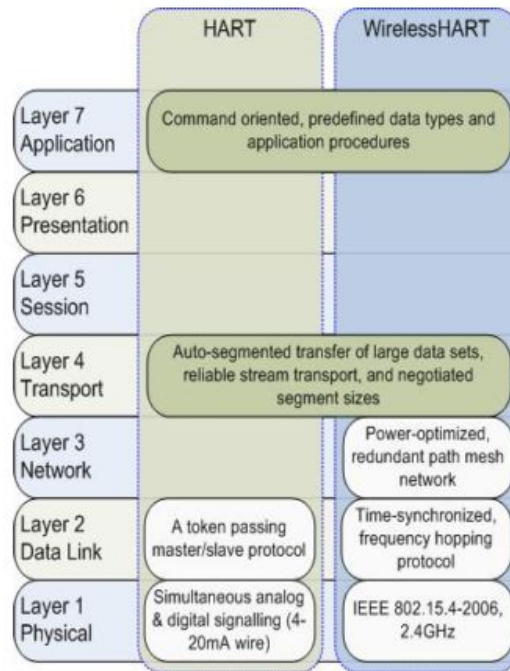 HART
WirelessHART
Layer 7
Application
Command oriented, predefined data types and
application procedures
Layer 6
Presentation
Layer 5
Session
Layer 4
Transport
Auto-segmented transfer of large data sets,
reliable stream transport, and negotiated
segment sizes
Layer 3
Network
Power-optimized,
redundant path mesh
network
Layer 2
Data Link
A token passing
master/slave protocol
Time-synchronized,
frequency hopping
protocol
Layer 1
Physical
Simultaneous analog
& digital signalling (4-
20mA wire)
IEEE 802.15.4-2006,
2.4GHz